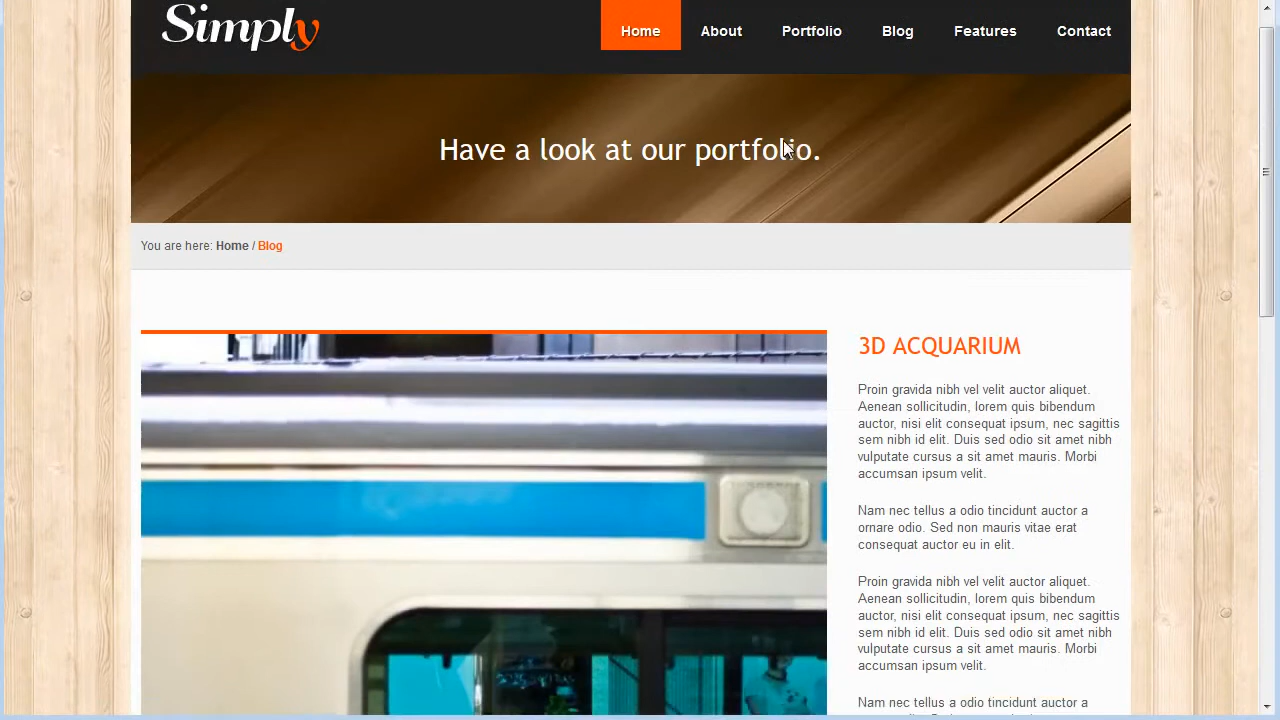 Simply
Home About Portfolio Blog Features Contact
Have a look at our portfolio.
You are here: Home / Blog
3D ACQUARIUM
Proin gravida nibh vel velit auctor aliquet.
Aenean sollicitudin, lorem quis bibendum
auctor, nisi elit consequat ipsum, nec sagittis
sem nibh id elit. Duis sed odio sit amet nibh
vulputate cursus a sit amet mauris. Morbi
accumsan ipsum velit.
Nam nec tellus a odio tincidunt auctor a
ornare odio. Sed non mauris vitae erat
consequat auctor eu in elit.
Proin gravida nibh vel velit auctor aliquet.
Aenean sollicitudin, lorem quis bibendum
auctor, nisi elit consequat ipsum, nec sagittis
sem nibh id elit. Duis sed odio sit amet nibh
vulputate cursus a sit amet mauris. Morbi
accumsan ipsum velit.
Nam nec tellus a odio tincidunt auctor a